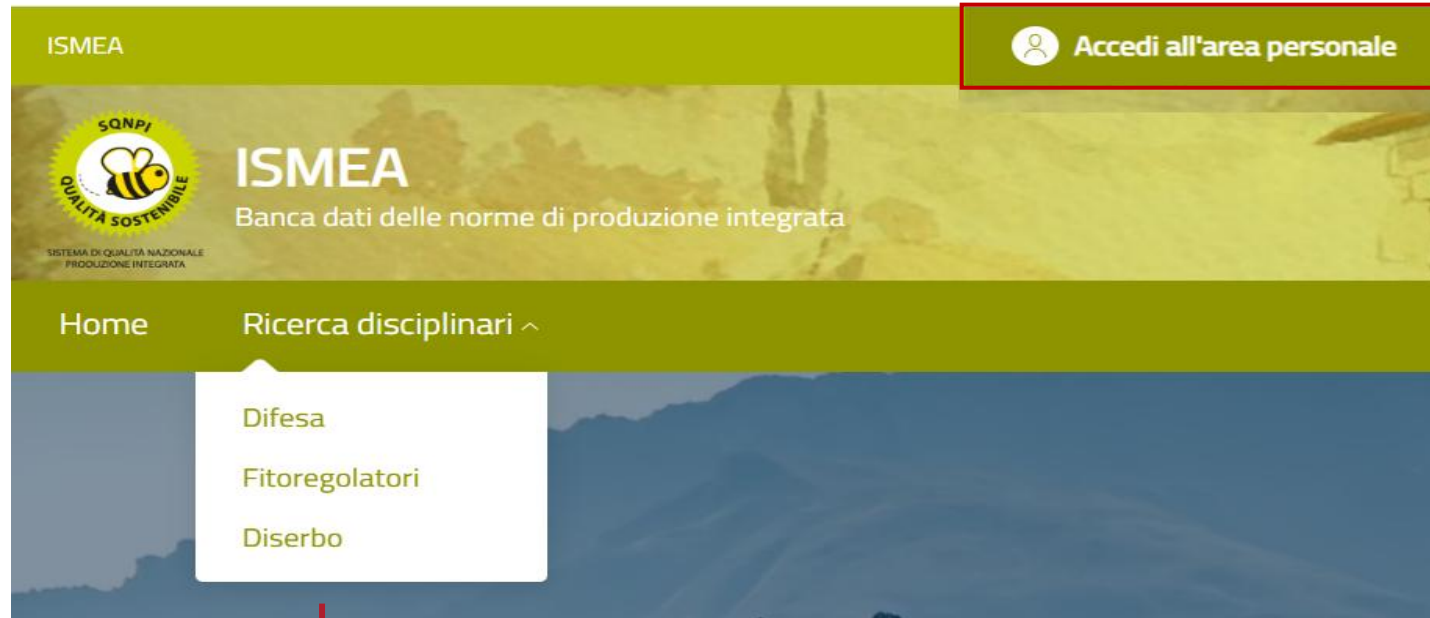 ISMEA
Accedi all'area personale
SQNPI
QUALITÀ SOSTENIBILE
SISTEMA DI QUALITÀ NAZIONALE
PRODUZIONE INTEGRATA
ISMEA
Banca dati delle norme di produzione integrata
Home
Ricerca disciplinari
Difesa
Fitoregolatori
Diserbo